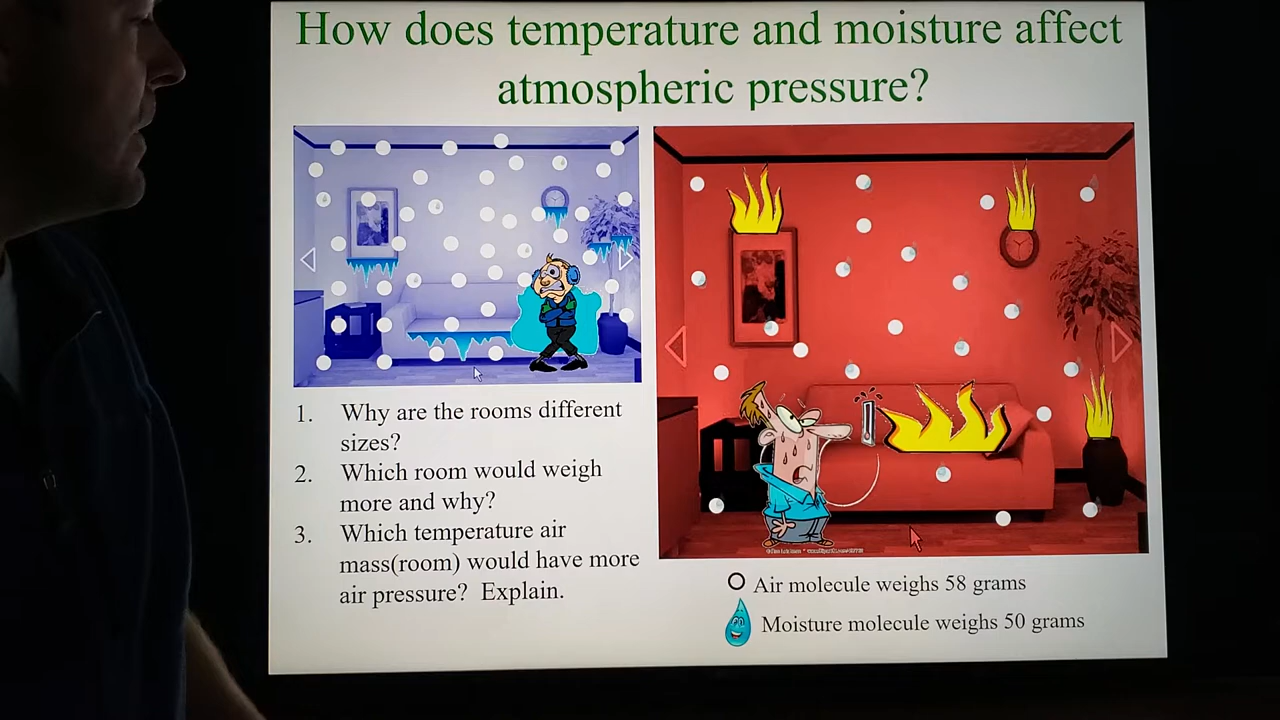 How does temperature and moisture affect
atmospheric pressure?
1. Why are the rooms different
sizes?
2. Which room would weigh
more and why?
3. Which temperature air
mass(room) would have more
air pressure? Explain.
Air molecule weighs 58 grams
Moisture molecule weighs 50 grams